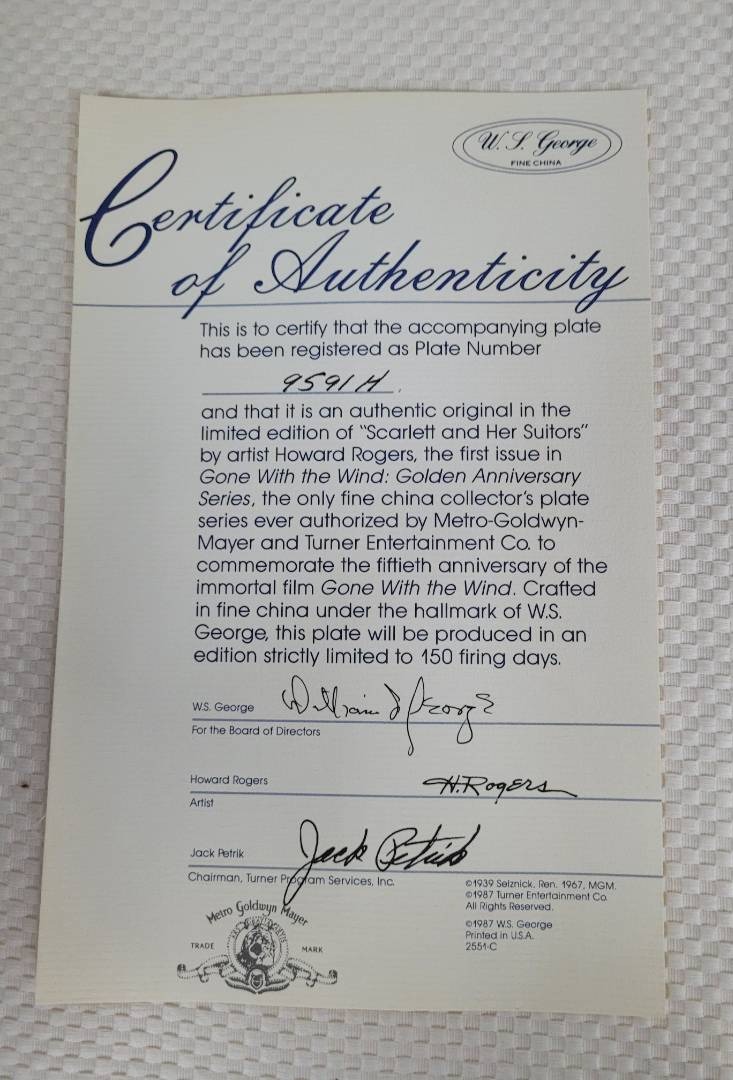 W. S. George
FINE CHINA
Certificate
of Authenticity
This is to certify that the accompanying plate
has been registered as Plate Number
9591H
and that it is an authentic original in the
limited edition of "Scarlett and Her Suitors"
by artist Howard Rogers, the first issue in
Gone With the Wind: Golden Anniversary
Series, the only fine china collector's plate
series ever authorized by Metro-Goldwyn-
Mayer and Turner Entertainment Co. to
commemorate the fiftieth anniversary of the
immortal film Gone With the Wind. Crafted
in fine china under the hallmark of W.S.
George, this plate will be produced in an
edition strictly limited to 150 firing days.
W.S. George William S George
For the Board of Directors
Howard Rogers H. Rogers
Artist
Jack Petrik Jack Petrik
Chairman, Turner Program Services, Inc.
©1939 Selznick, Ren. 1967, MGM.
©1987 Turner Entertainment Co.
All Rights Reserved.
©1987 W.S. George
Printed in U.S.A.
2551-C
Metro Goldwyn Mayer
TRADE MARK